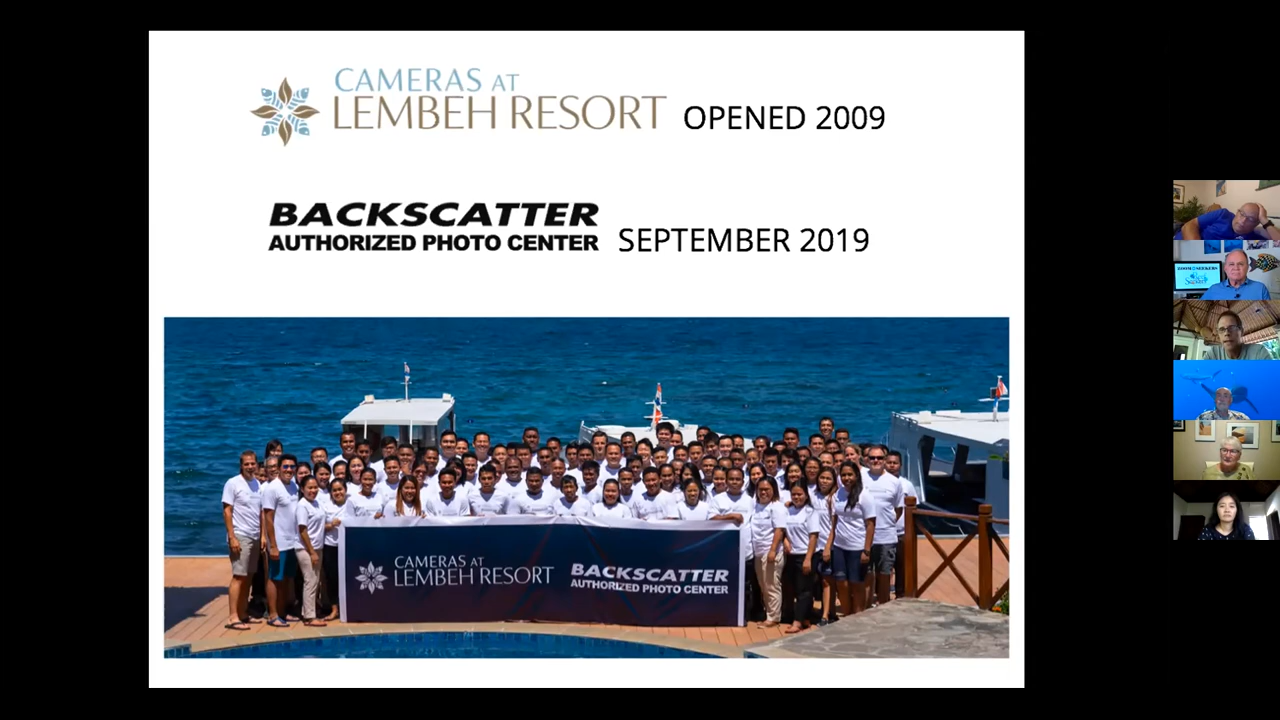 CAMERAS AT
LEMBEH RESORT OPENED 2009
BACKSCATTER
AUTHORIZED PHOTO CENTER SEPTEMBER 2019
CAMERAS AT
LEMBEH RESORT
BACKSCATTER
AUTHORIZED PHOTO CENTER